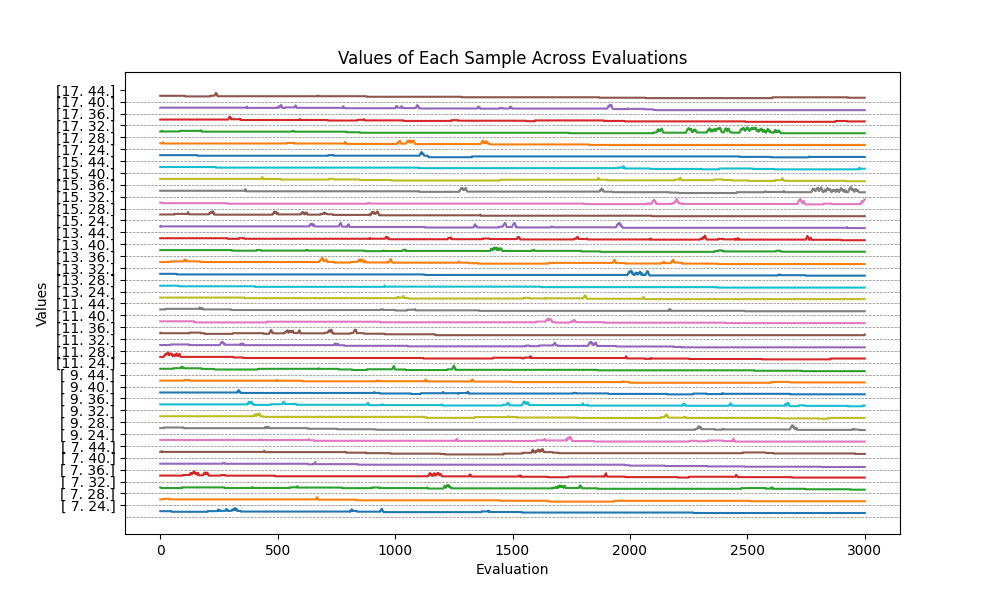 Values of Each Sample Across Evaluations
[17. 44.]
[17. 40.]
[17. 36.]
[17. 32.]
[17. 28.]
[17. 24.]
[15. 44.]
[15. 40.]
[15. 36.]
[15. 32.]
[15. 28.]
[15. 24.]
[13. 44.]
[13. 40.]
[13. 36.]
[13. 32.]
[13. 28.]
[13. 24.]
[11. 44.]
[11. 40.]
[11. 36.]
[11. 32.]
[11. 28.]
[11. 24.]
[ 9. 44.]
[ 9. 40.]
[ 9. 36.]
[ 9. 32.]
[ 9. 28.]
[ 9. 24.]
[ 7. 44.]
[ 7. 40.]
[ 7. 36.]
[ 7. 32.]
[ 7. 28.]
[ 7. 24.]
Values
0 500 1000 1500 2000 2500 3000
Evaluation